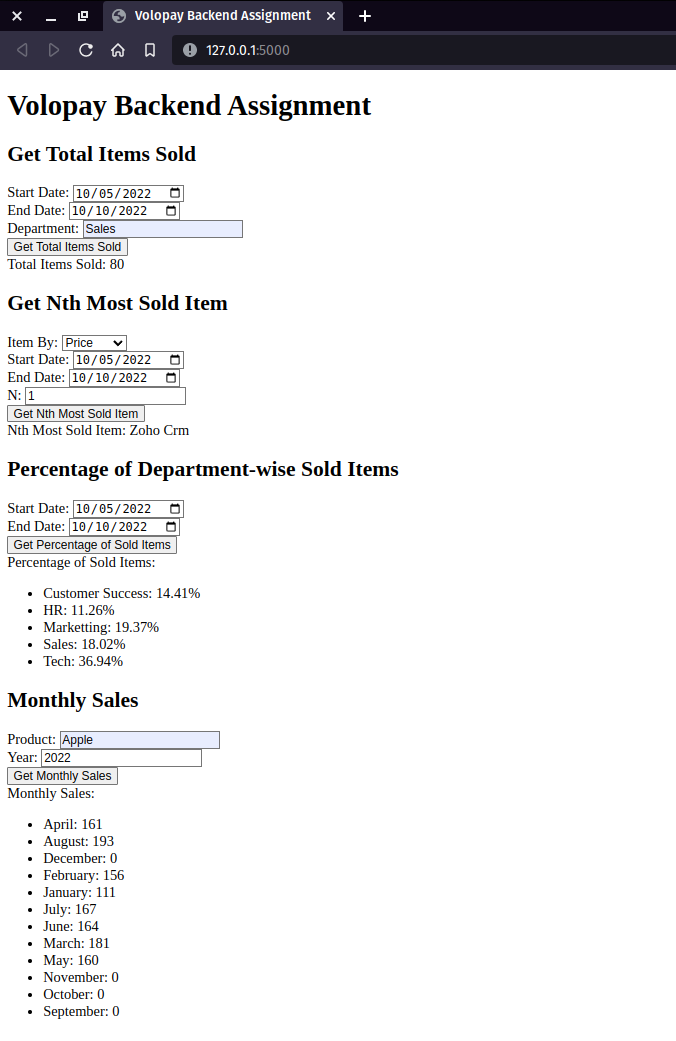 Volopay Backend Assignment
127.0.0.1:5000
Volopay Backend Assignment
Get Total Items Sold
Start Date: 10/05/2022
End Date: 10/10/2022
Department: Sales
Get Total Items Sold
Total Items Sold: 80
Get Nth Most Sold Item
Item By: Price
Start Date: 10/05/2022
End Date: 10/10/2022
N: 1
Get Nth Most Sold Item
Nth Most Sold Item: Zoho Crm
Percentage of Department-wise Sold Items
Start Date: 10/05/2022
End Date: 10/10/2022
Get Percentage of Sold Items
Percentage of Sold Items:
• Customer Success: 14.41%
• HR: 11.26%
• Marketting: 19.37%
• Sales: 18.02%
• Tech: 36.94%
Monthly Sales
Product: Apple
Year: 2022
Get Monthly Sales
Monthly Sales:
• April: 161
• August: 193
• December: 0
• February: 156
• January: 111
• July: 167
• June: 164
• March: 181
• May: 160
• November: 0
• October: 0
• September: 0